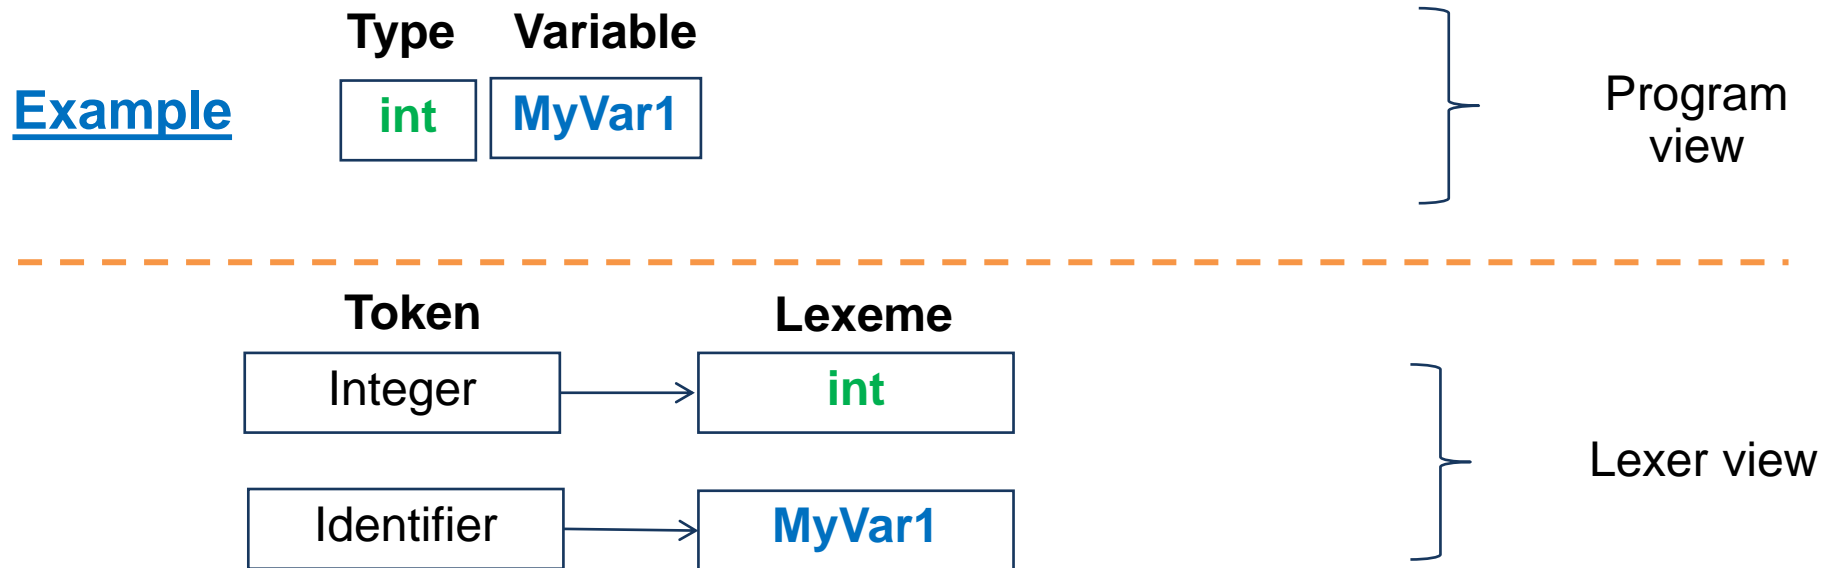 Type Variable
Example int MyVar1
Program
view
Token Lexeme
Integer int
Identifier MyVar1
Lexer view